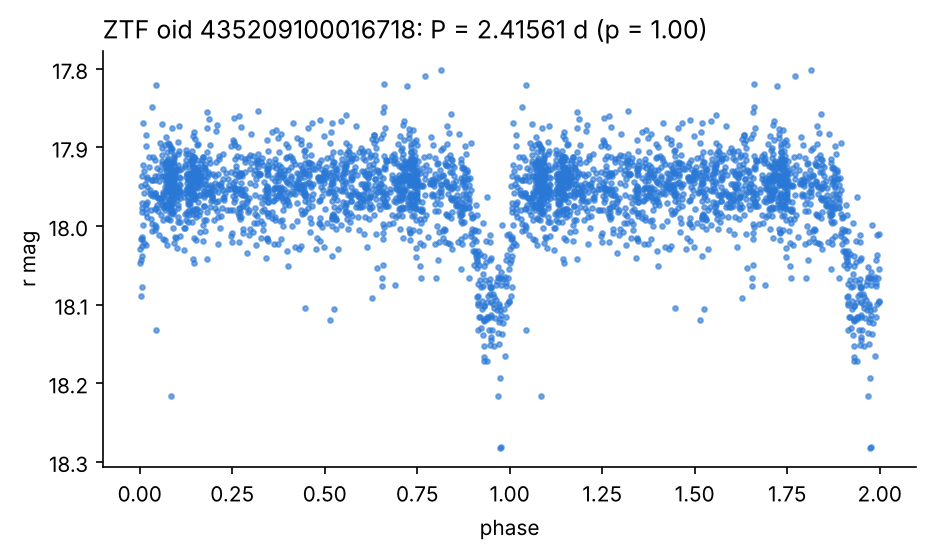 ZTF oid 435209100016718: P = 2.41561 d (p = 1.00)
17.8
17.9
18.0
18.1
18.2
18.3
r mag
0.00 0.25 0.50 0.75 1.00 1.25 1.50 1.75 2.00
phase